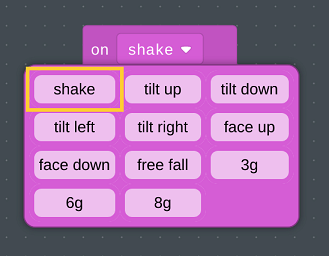 on shake
shake tilt up tilt down
tilt left tilt right face up
face down free fall 3g
6g 8g